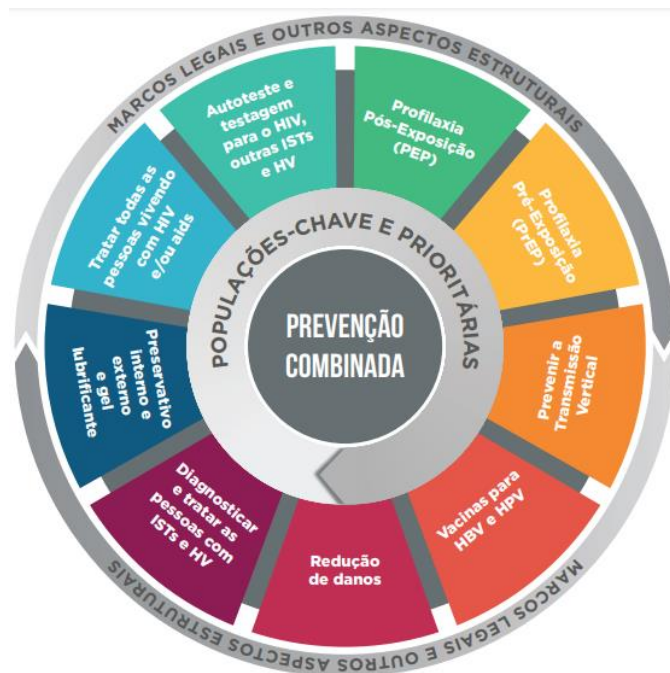 MARCOS LEGAIS E OUTROS ASPECTOS ESTRUTURAIS
Autoteste e
testagem
para o HIV,
outras ISTs
e HV
Profilaxia
Pós-Exposição
(PEP)
Profilaxia
Pré-Exposição
(PrEP)
Prevenir a
Transmissão
Vertical
Vacinas para
HBV e HPV
Redução
de danos
Diagnosticar
e tratar as
pessoas com
ISTs e HV
Preservativo
interno e
externo
e gel
lubrificante
Tratar todas as
pessoas vivendo
com HIV
e/ou aids
POPULAÇÕES-CHAVE E PRIORITÁRIAS
PREVENÇÃO
COMBINADA
MARCOS LEGAIS E OUTROS ASPECTOS ESTRUTURAIS